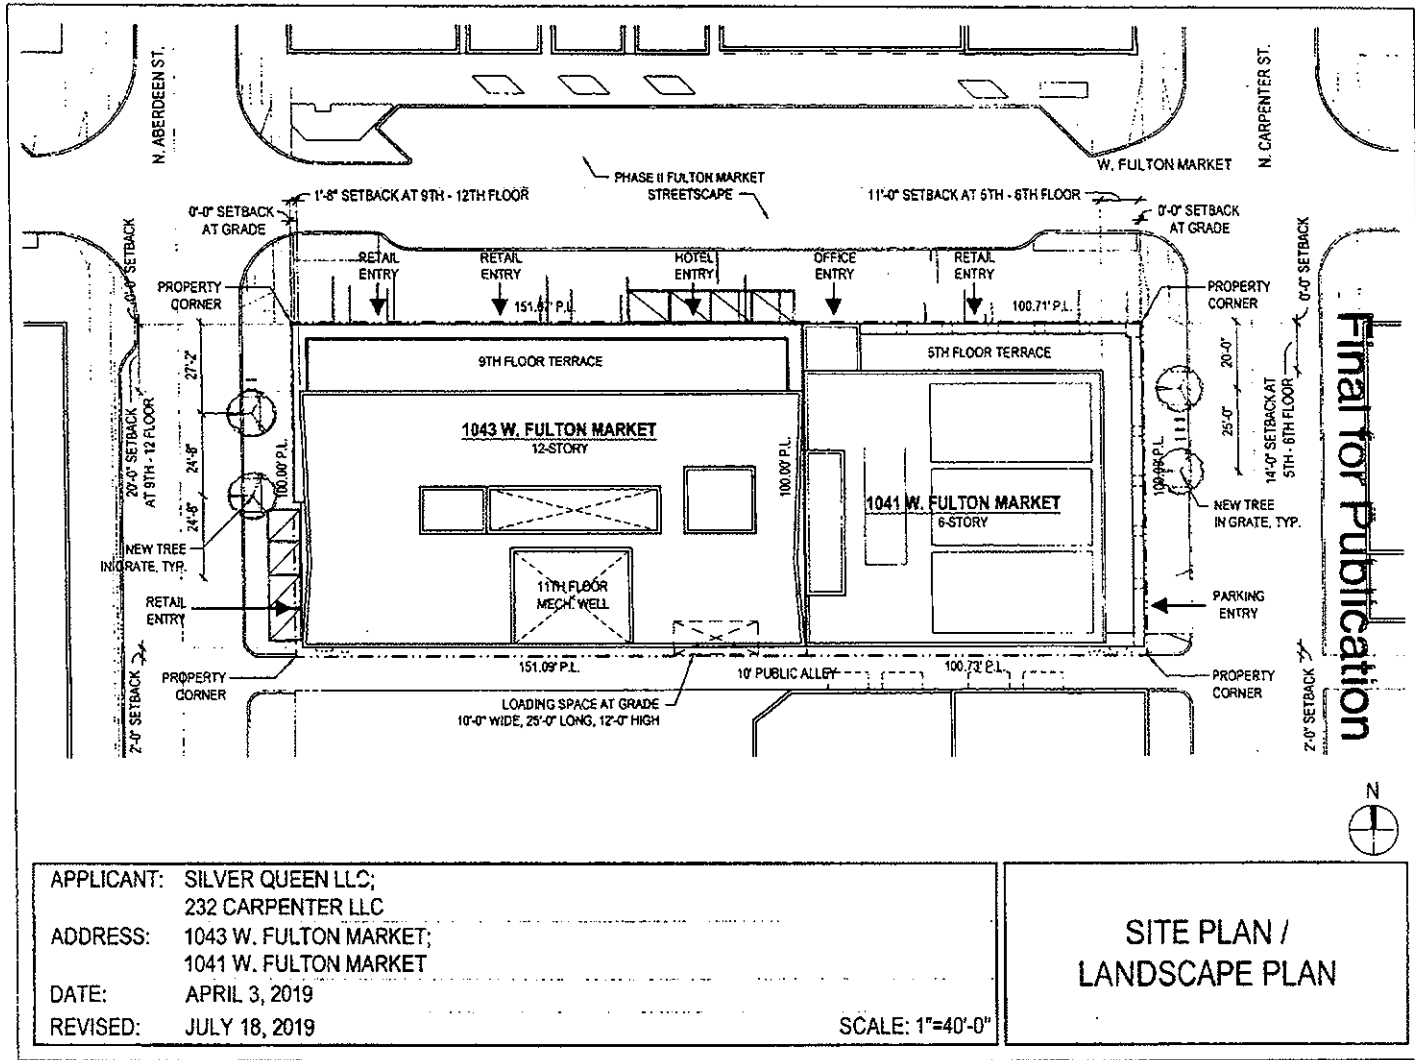 N. ABERDEEN ST.
N. CARPENTER ST.
W. FULTON MARKET
PHASE II FULTON MARKET
STREETSCAPE
1'-8" SETBACK AT 9TH - 12TH FLOOR
11'-0" SETBACK AT 5TH - 6TH FLOOR
0'-0" SETBACK
AT GRADE
0'-0" SETBACK
AT GRADE
0'-0" SETBACK
0'-0" SETBACK
PROPERTY
CORNER
RETAIL
ENTRY
RETAIL
ENTRY
HOTEL
ENTRY
OFFICE
ENTRY
RETAIL
ENTRY
PROPERTY
CORNER
151.67' P.L.
100.71' P.L.
9TH FLOOR TERRACE
5TH FLOOR TERRACE
27'-2"
20'-0"
20'-0" SETBACK
AT 9TH - 12 FLOOR
24'-8"
24'-8"
25'-0"
14'-0" SETBACK AT
5TH - 6TH FLOOR
1043 W. FULTON MARKET
12-STORY
100.00' P.L.
100.00' P.L.
100.00' P.L.
1041 W. FULTON MARKET
6-STORY
NEW TREE
IN GRATE, TYP.
NEW TREE
IN GRATE, TYP.
11TH FLOOR
MECH. WELL
RETAIL
ENTRY
PARKING
ENTRY
151.09' P.L.
10' PUBLIC ALLEY
100.73' P.L.
PROPERTY
CORNER
PROPERTY
CORNER
2'-0" SETBACK
2'-0" SETBACK
LOADING SPACE AT GRADE
10'-0" WIDE, 25'-0" LONG, 12'-0" HIGH
Final for Publication
N
APPLICANT: SILVER QUEEN LLC;
232 CARPENTER LLC
ADDRESS: 1043 W. FULTON MARKET;
1041 W. FULTON MARKET
DATE: APRIL 3, 2019
REVISED: JULY 18, 2019
SCALE: 1"=40'-0"
SITE PLAN /
LANDSCAPE PLAN